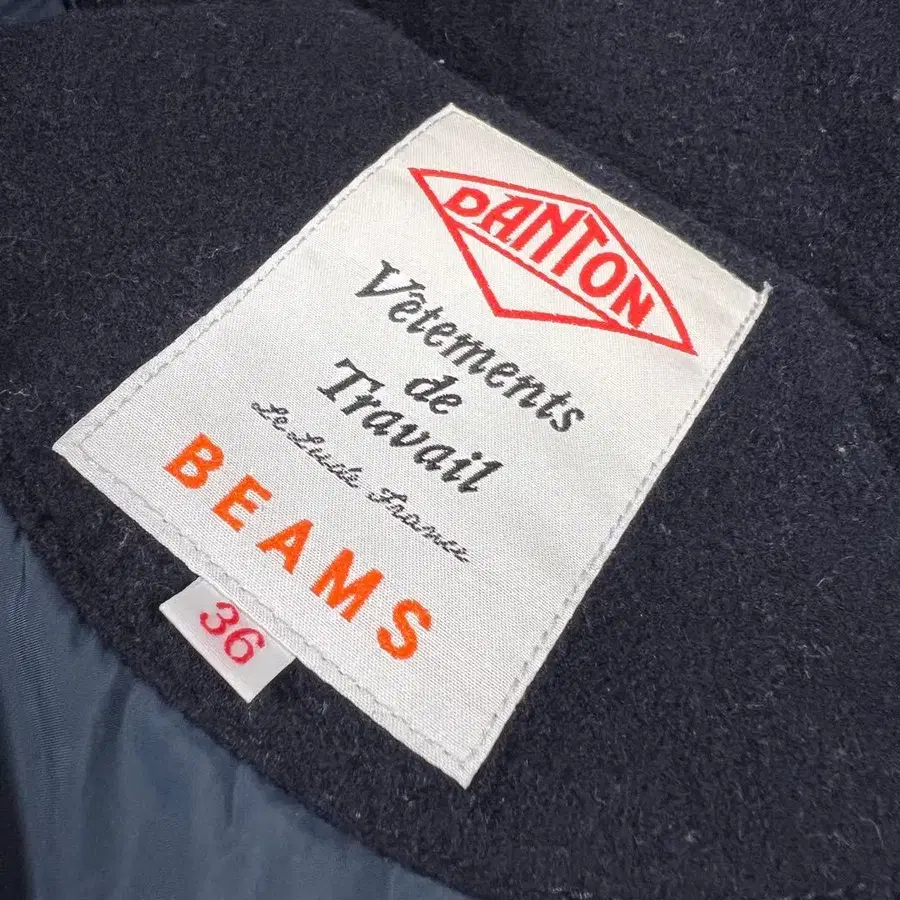 DANTON
Vêtements
de
Travail
Le Lude France
BEAMS
36